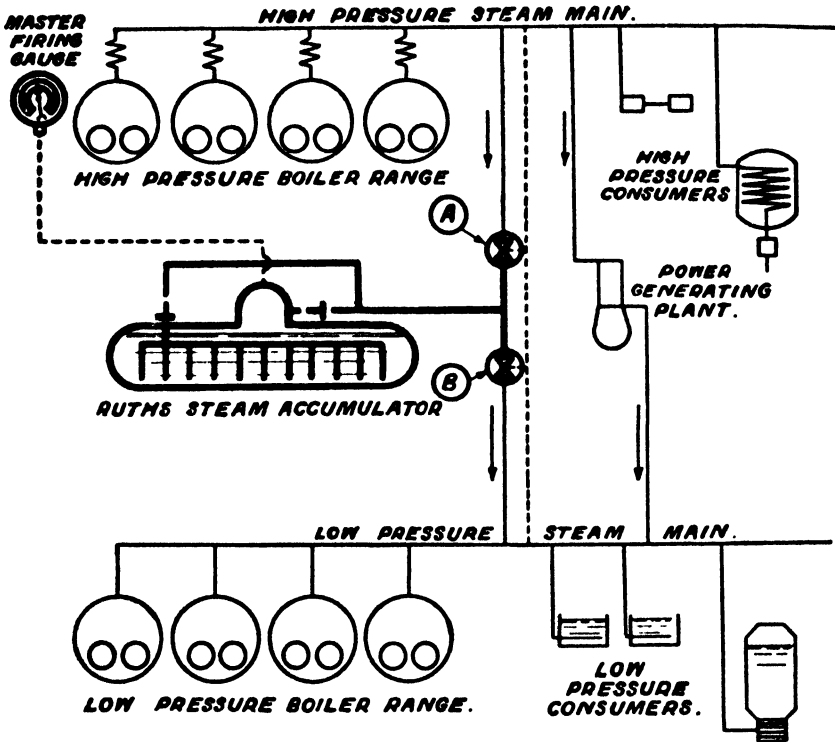 HIGH PRESSURE STEAM MAIN.
MASTER
FIRING
GAUGE
HIGH PRESSURE BOILER RANGE
HIGH
PRESSURE
CONSUMERS
A
POWER
GENERATING
PLANT.
B
RUTHS STEAM ACCUMULATOR
LOW PRESSURE STEAM MAIN.
LOW PRESSURE BOILER RANGE.
LOW
PRESSURE
CONSUMERS.